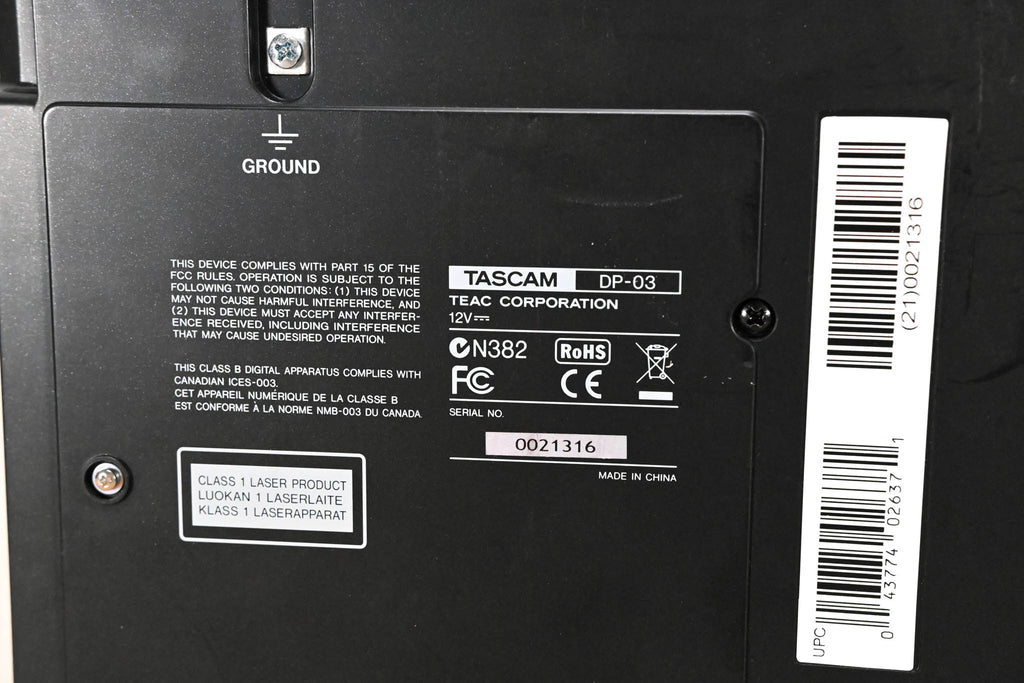 GROUND
THIS DEVICE COMPLIES WITH PART 15 OF THE
FCC RULES. OPERATION IS SUBJECT TO THE
FOLLOWING TWO CONDITIONS: (1) THIS DEVICE
MAY NOT CAUSE HARMFUL INTERFERENCE, AND
(2) THIS DEVICE MUST ACCEPT ANY INTERFER-
ENCE RECEIVED, INCLUDING INTERFERENCE
THAT MAY CAUSE UNDESIRED OPERATION.
THIS CLASS B DIGITAL APPARATUS COMPLIES WITH
CANADIAN ICES-003.
CET APPAREIL NUMÉRIQUE DE LA CLASSE B
EST CONFORME À LA NORME NMB-003 DU CANADA.
CLASS 1 LASER PRODUCT
LUOKAN 1 LASERLAITE
KLASS 1 LASERAPPARAT
TASCAM DP-03
TEAC CORPORATION
12V
N382 RoHS
FC CE
SERIAL NO.
0021316
MADE IN CHINA
(21)0021316
UPC
0 43774 02637 1